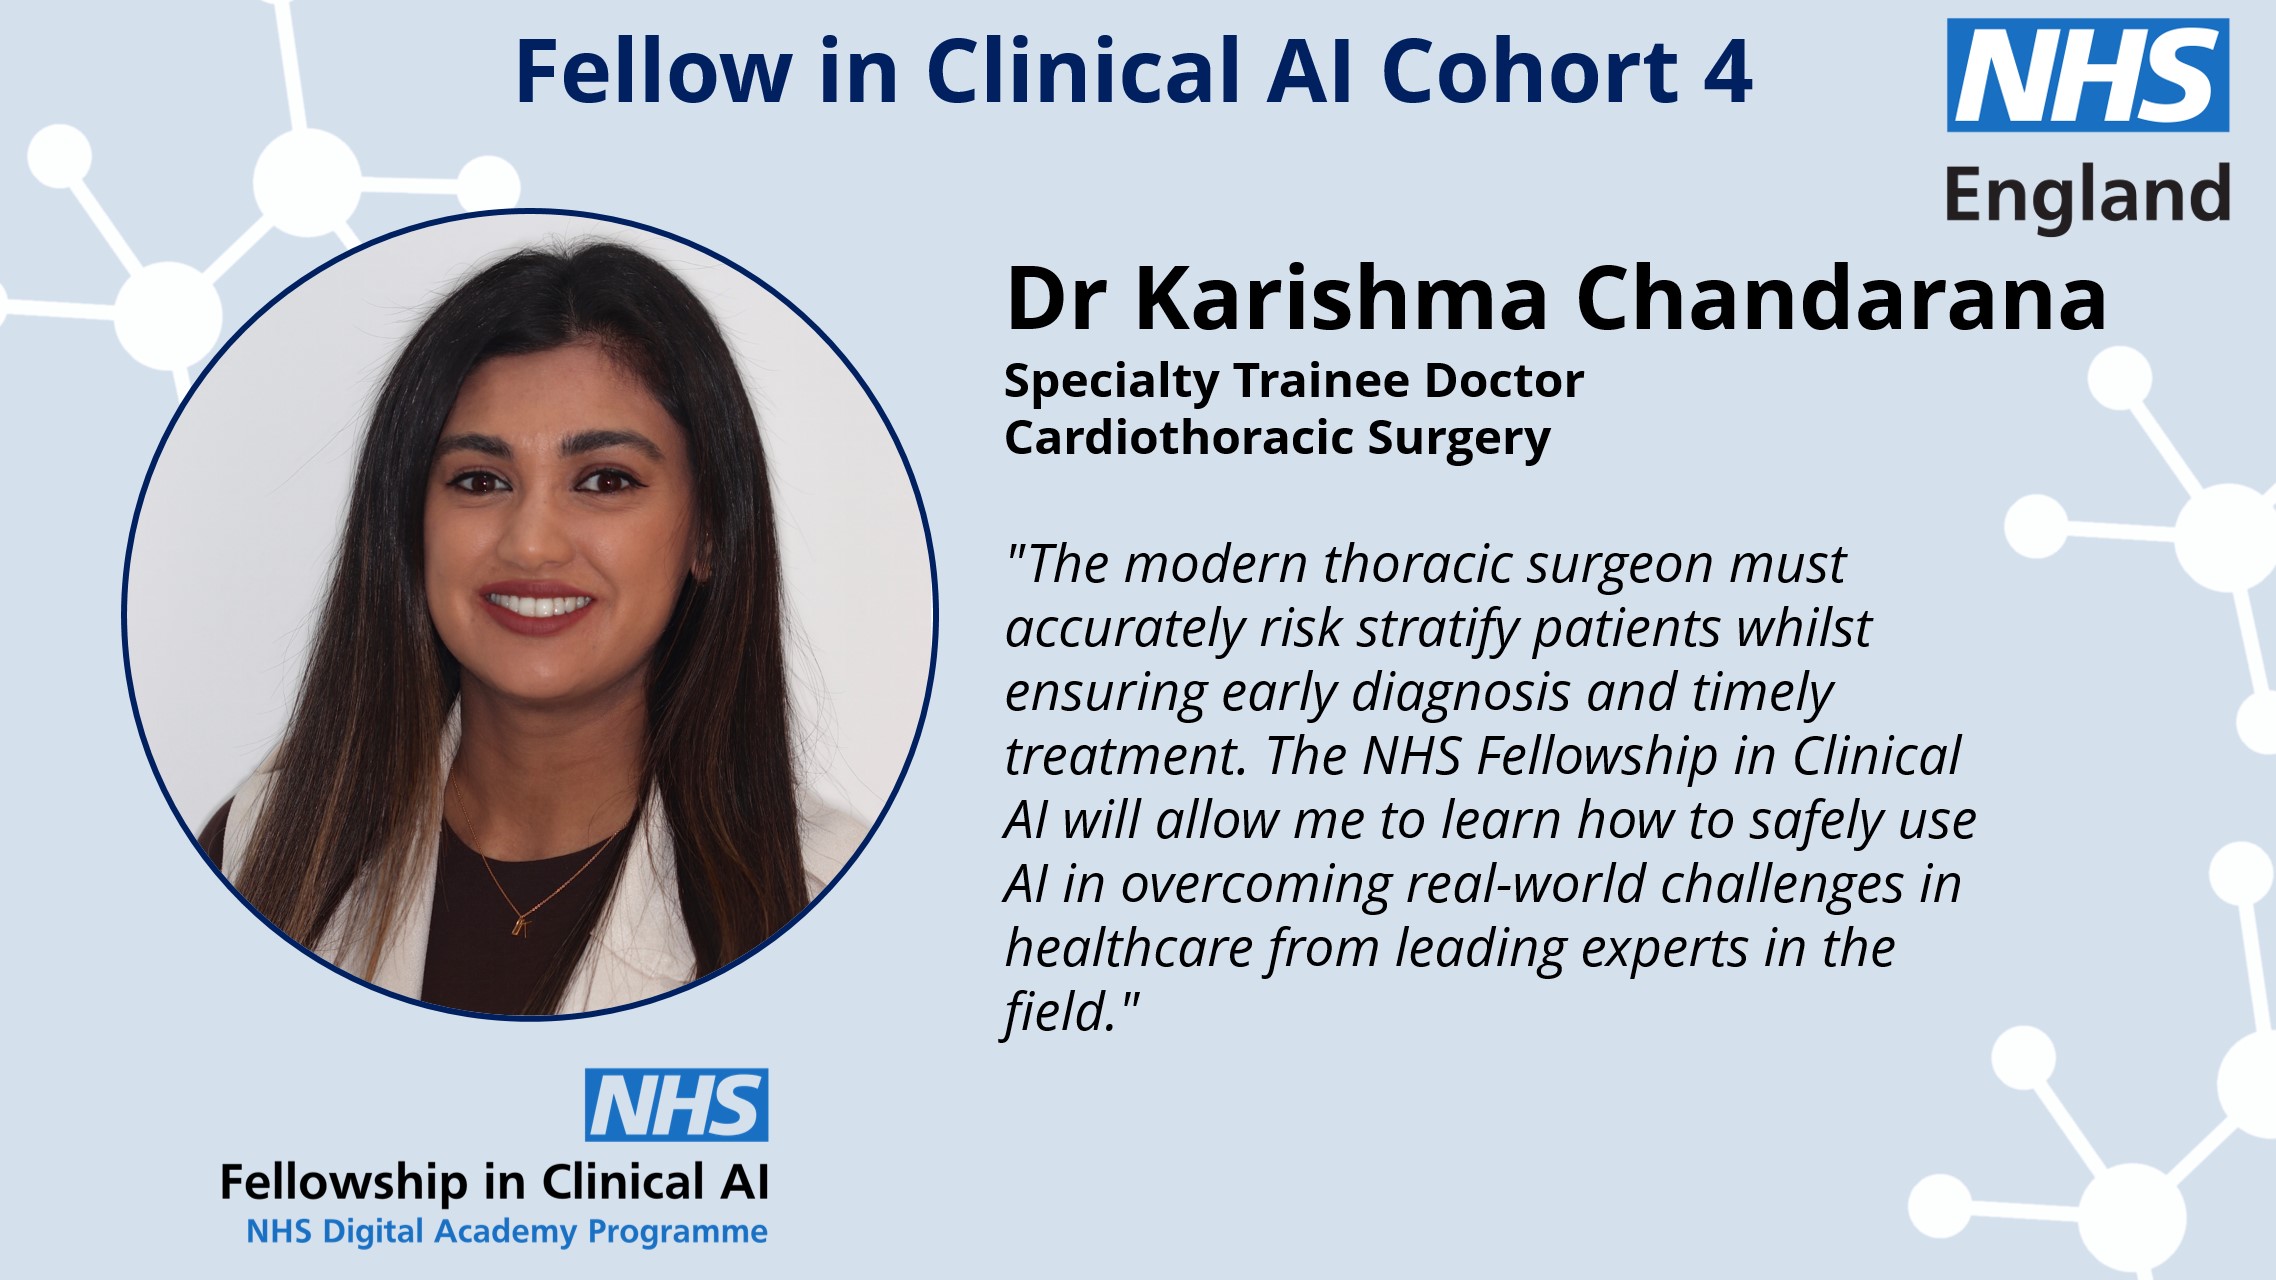 Fellow in Clinical AI Cohort 4
NHS
England
Dr Karishma Chandarana
Specialty Trainee Doctor
Cardiothoracic Surgery
"The modern thoracic surgeon must
accurately risk stratify patients whilst
ensuring early diagnosis and timely
treatment. The NHS Fellowship in Clinical
AI will allow me to learn how to safely use
AI in overcoming real-world challenges in
healthcare from leading experts in the
field."
NHS
Fellowship in Clinical AI
NHS Digital Academy Programme